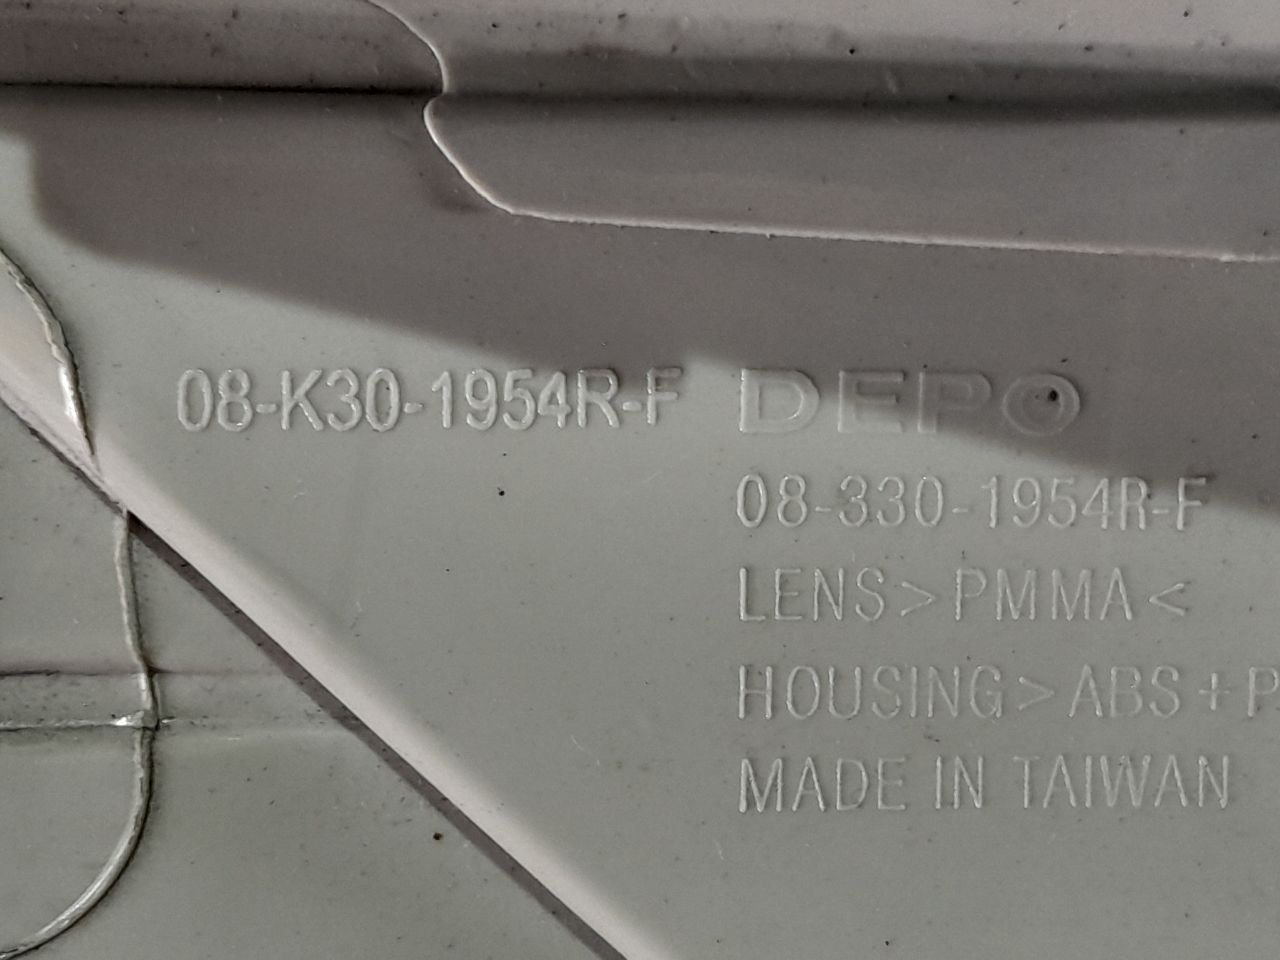 08-K30-1954R-F DEPO
08-330-1954R-F
LENS>PMMA<
HOUSING>ABS+P
MADE IN TAIWAN